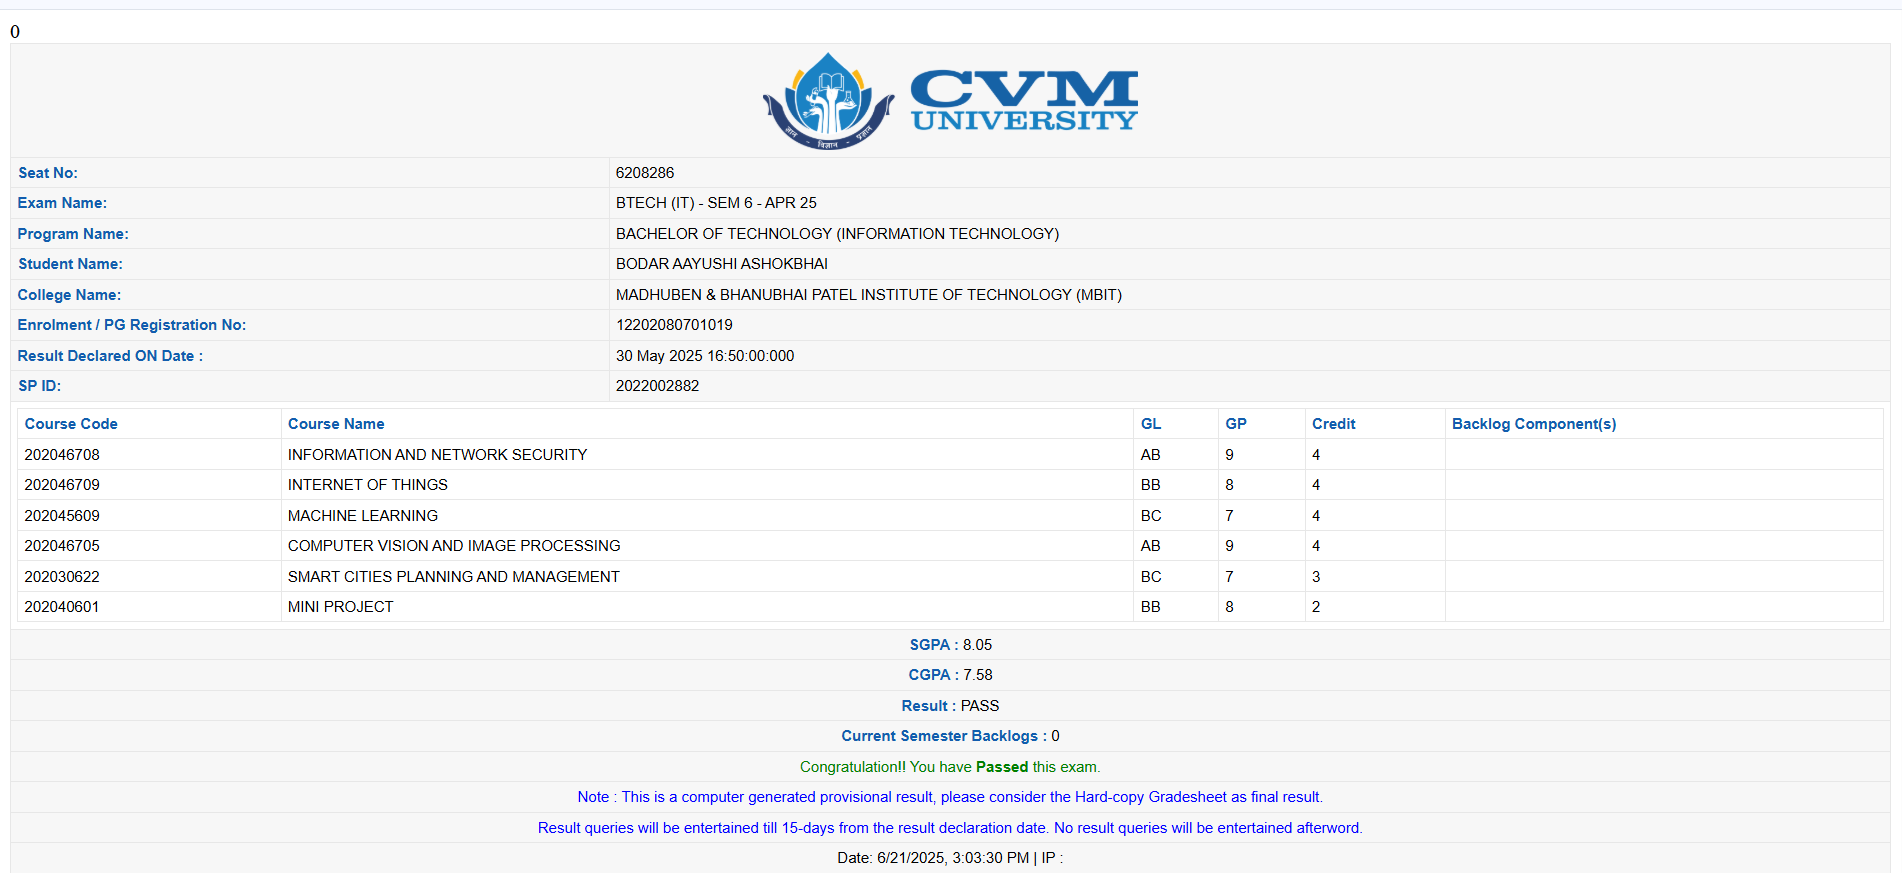 0
ज्ञान - विज्ञान - प्रज्ञान
CVM
UNIVERSITY
Seat No: 6208286
Exam Name: BTECH (IT) - SEM 6 - APR 25
Program Name: BACHELOR OF TECHNOLOGY (INFORMATION TECHNOLOGY)
Student Name: BODAR AAYUSHI ASHOKBHAI
College Name: MADHUBEN & BHANUBHAI PATEL INSTITUTE OF TECHNOLOGY (MBIT)
Enrolment / PG Registration No: 12202080701019
Result Declared ON Date : 30 May 2025 16:50:00:000
SP ID: 2022002882
Course Code Course Name GL GP Credit Backlog Component(s)
202046708 INFORMATION AND NETWORK SECURITY AB 9 4
202046709 INTERNET OF THINGS BB 8 4
202045609 MACHINE LEARNING BC 7 4
202046705 COMPUTER VISION AND IMAGE PROCESSING AB 9 4
202030622 SMART CITIES PLANNING AND MANAGEMENT BC 7 3
202040601 MINI PROJECT BB 8 2
SGPA : 8.05
CGPA : 7.58
Result : PASS
Current Semester Backlogs : 0
Congratulation!! You have Passed this exam.
Note : This is a computer generated provisional result, please consider the Hard-copy Gradesheet as final result.
Result queries will be entertained till 15-days from the result declaration date. No result queries will be entertained afterword.
Date: 6/21/2025, 3:03:30 PM | IP :